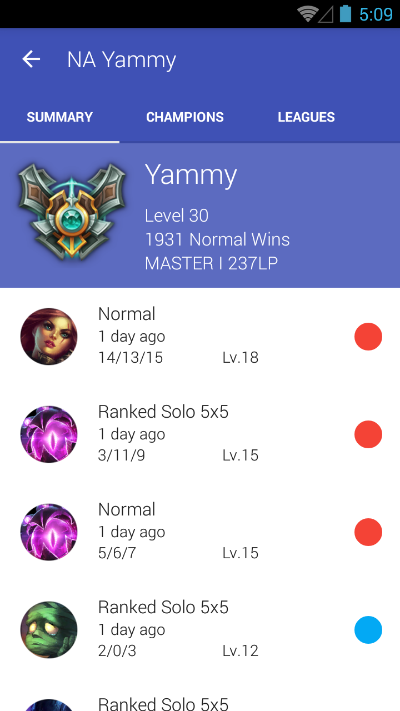 5:09
NA Yammy
SUMMARY CHAMPIONS LEAGUES
Yammy
Level 30
1931 Normal Wins
MASTER I 237LP
Normal
1 day ago
14/13/15 Lv.18
Ranked Solo 5x5
1 day ago
3/11/9 Lv.15
Normal
1 day ago
5/6/7 Lv.15
Ranked Solo 5x5
1 day ago
2/0/3 Lv.12
Ranked Solo 5x5